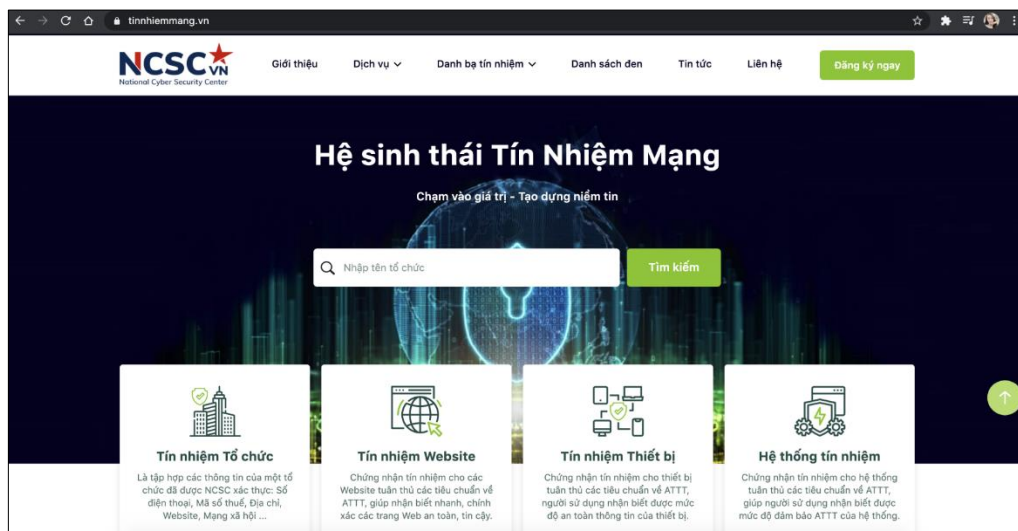 tinnhiemmang.vn
NCSC VN
National Cyber Security Center
Giới thiệu
Dịch vụ
Danh bạ tín nhiệm
Danh sách đen
Tin tức
Liên hệ
Đăng ký ngay
Hệ sinh thái Tín Nhiệm Mạng
Chạm vào giá trị - Tạo dựng niềm tin
Nhập tên tổ chức
Tìm kiếm
Tín nhiệm Tổ chức
Là tập hợp các thông tin của một tổ
chức đã được NCSC xác thực: Số
điện thoại, Mã số thuế, Địa chỉ,
Website, Mạng xã hội ...
Tín nhiệm Website
Chứng nhận tín nhiệm cho các
Website tuân thủ các tiêu chuẩn về
ATTT, giúp nhận biết nhanh, chính
xác các trang Web an toàn, tin cậy.
Tín nhiệm Thiết bị
Chứng nhận tín nhiệm cho thiết bị
tuân thủ các tiêu chuẩn về ATTT,
người sử dụng nhận biết được mức
độ an toàn thông tin của thiết bị.
Hệ thống tín nhiệm
Chứng nhận tín nhiệm cho hệ thống
tuân thủ các tiêu chuẩn về ATTT,
giúp người sử dụng nhận biết được
mức độ đảm bảo ATTT của hệ thống.